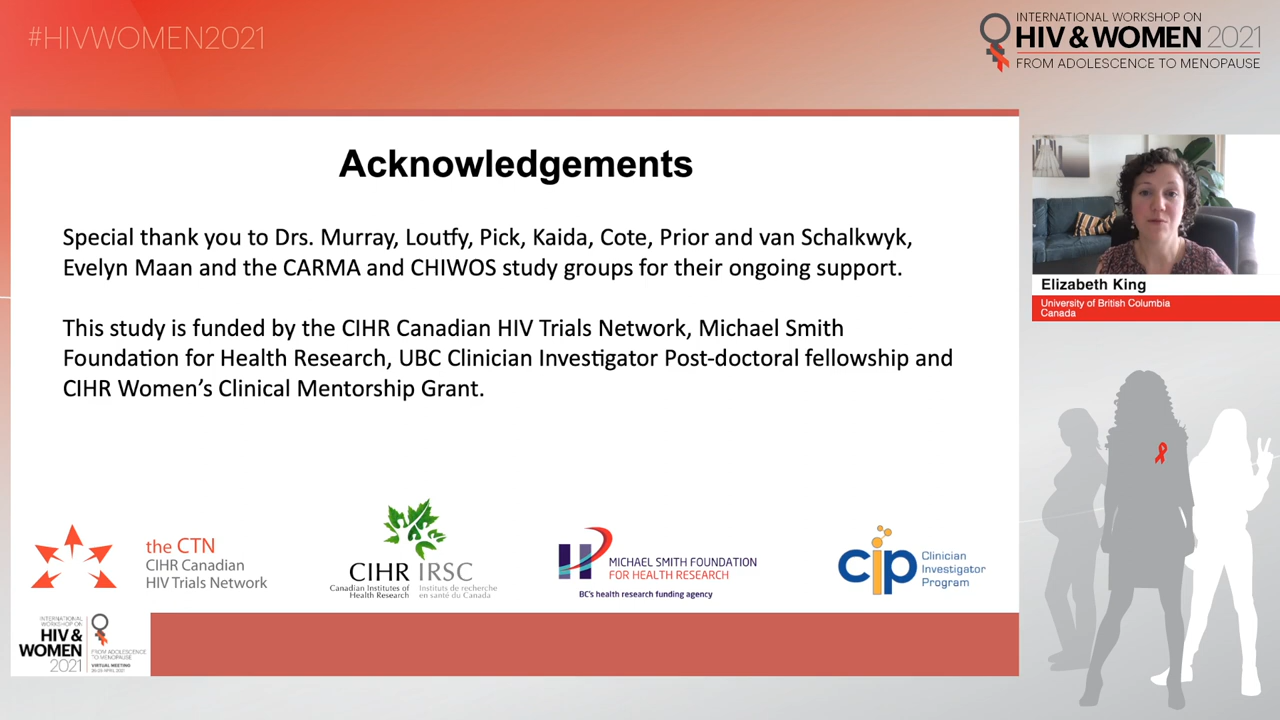 #HIVWOMEN2021
INTERNATIONAL WORKSHOP ON
HIV & WOMEN 2021
FROM ADOLESCENCE TO MENOPAUSE
Acknowledgements
Special thank you to Drs. Murray, Loutfy, Pick, Kaida, Cote, Prior and van Schalkwyk,
Evelyn Maan and the CARMA and CHIWOS study groups for their ongoing support.
This study is funded by the CIHR Canadian HIV Trials Network, Michael Smith
Foundation for Health Research, UBC Clinician Investigator Post-doctoral fellowship and
CIHR Women’s Clinical Mentorship Grant.
Elizabeth King
University of British Columbia
Canada
the CTN
CIHR Canadian
HIV Trials Network
CIHR IRSC
Canadian Institutes of
Health Research
Instituts de recherche
en santé du Canada
MICHAEL SMITH FOUNDATION
FOR HEALTH RESEARCH
BC's health research funding agency
cip
Clinician
Investigator
Program
INTERNATIONAL
WORKSHOP ON
HIV &
WOMEN
2021
FROM ADOLESCENCE
TO MENOPAUSE
VIRTUAL MEETING